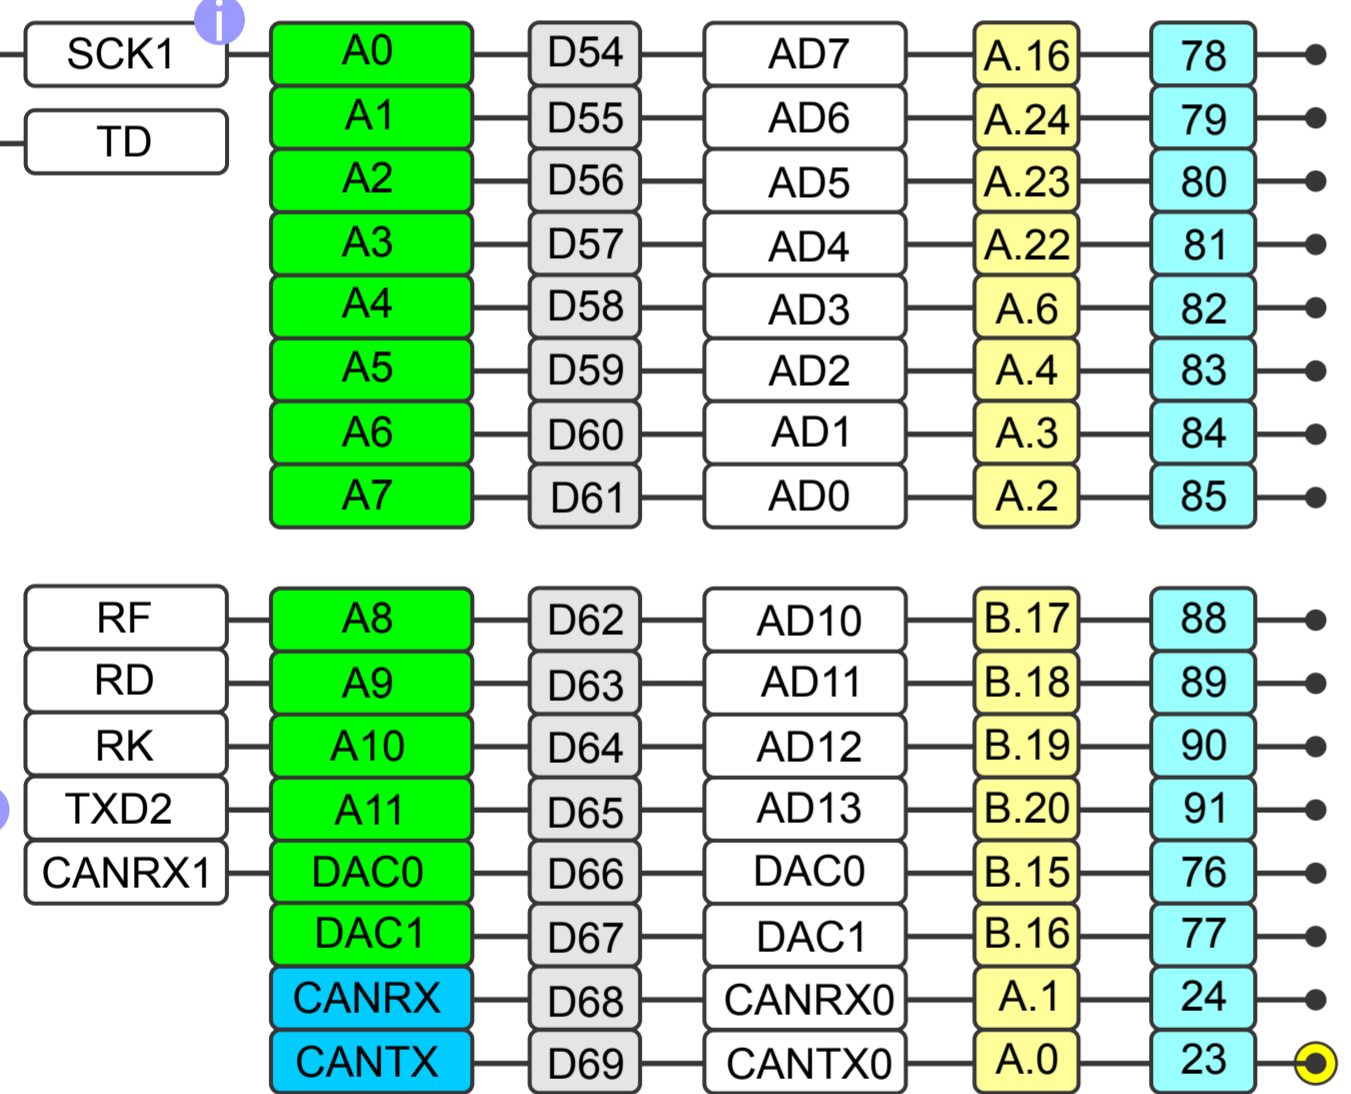 i
SCK1 A0 D54 AD7 A.16 78
A1 D55 AD6 A.24 79
TD
A2 D56 AD5 A.23 80
A3 D57 AD4 A.22 81
A4 D58 AD3 A.6 82
A5 D59 AD2 A.4 83
A6 D60 AD1 A.3 84
A7 D61 AD0 A.2 85
RF A8 D62 AD10 B.17 88
RD A9 D63 AD11 B.18 89
RK A10 D64 AD12 B.19 90
TXD2 A11 D65 AD13 B.20 91
CANRX1 DAC0 D66 DAC0 B.15 76
DAC1 D67 DAC1 B.16 77
CANRX D68 CANRX0 A.1 24
CANTX D69 CANTX0 A.0 23